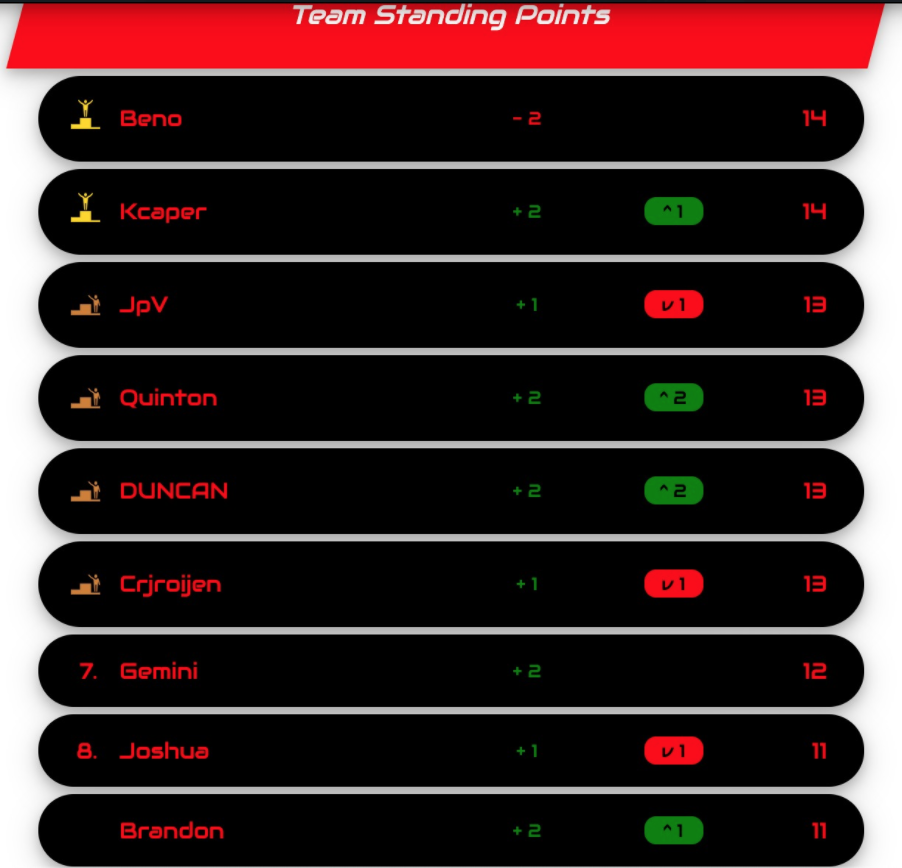 Team Standing Points
Beno - 2 14
Kcaper + 2 ^ 1 14
JpV + 1 v 1 13
Quinton + 2 ^ 2 13
DUNCAN + 2 ^ 2 13
Crjroijen + 1 v 1 13
7. Gemini + 2 12
8. Joshua + 1 v 1 11
Brandon + 2 ^ 1 11